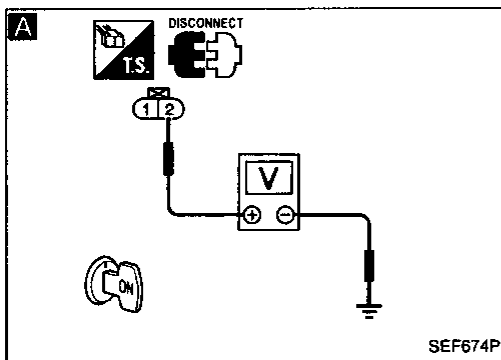 A
DISCONNECT
T.S.
1 2
V
+ −
ON
SEF674P